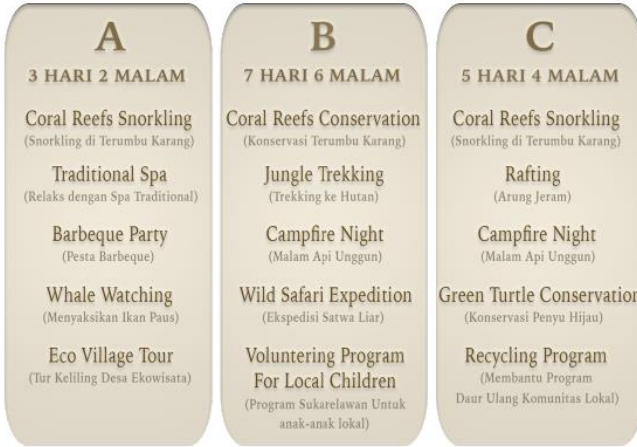 A
3 HARI 2 MALAM
Coral Reefs Snorkling
(Snorkling di Terumbu Karang)
Traditional Spa
(Relaks dengan Spa Traditional)
Barbeque Party
(Pesta Barbeque)
Whale Watching
(Menyaksikan Ikan Paus)
Eco Village Tour
(Tur Keliling Desa Ekowisata)
B
7 HARI 6 MALAM
Coral Reefs Conservation
(Konservasi Terumbu Karang)
Jungle Trekking
(Trekking ke Hutan)
Campfire Night
(Malam Api Unggun)
Wild Safari Expedition
(Ekspedisi Satwa Liar)
Voluntering Program
For Local Children
(Program Sukarelawan Untuk
anak-anak lokal)
C
5 HARI 4 MALAM
Coral Reefs Snorkling
(Snorkling di Terumbu Karang)
Rafting
(Arung Jeram)
Campfire Night
(Malam Api Unggun)
Green Turtle Conservation
(Konservasi Penyu Hijau)
Recycling Program
(Membantu Program
Daur Ulang Komunitas Lokal)